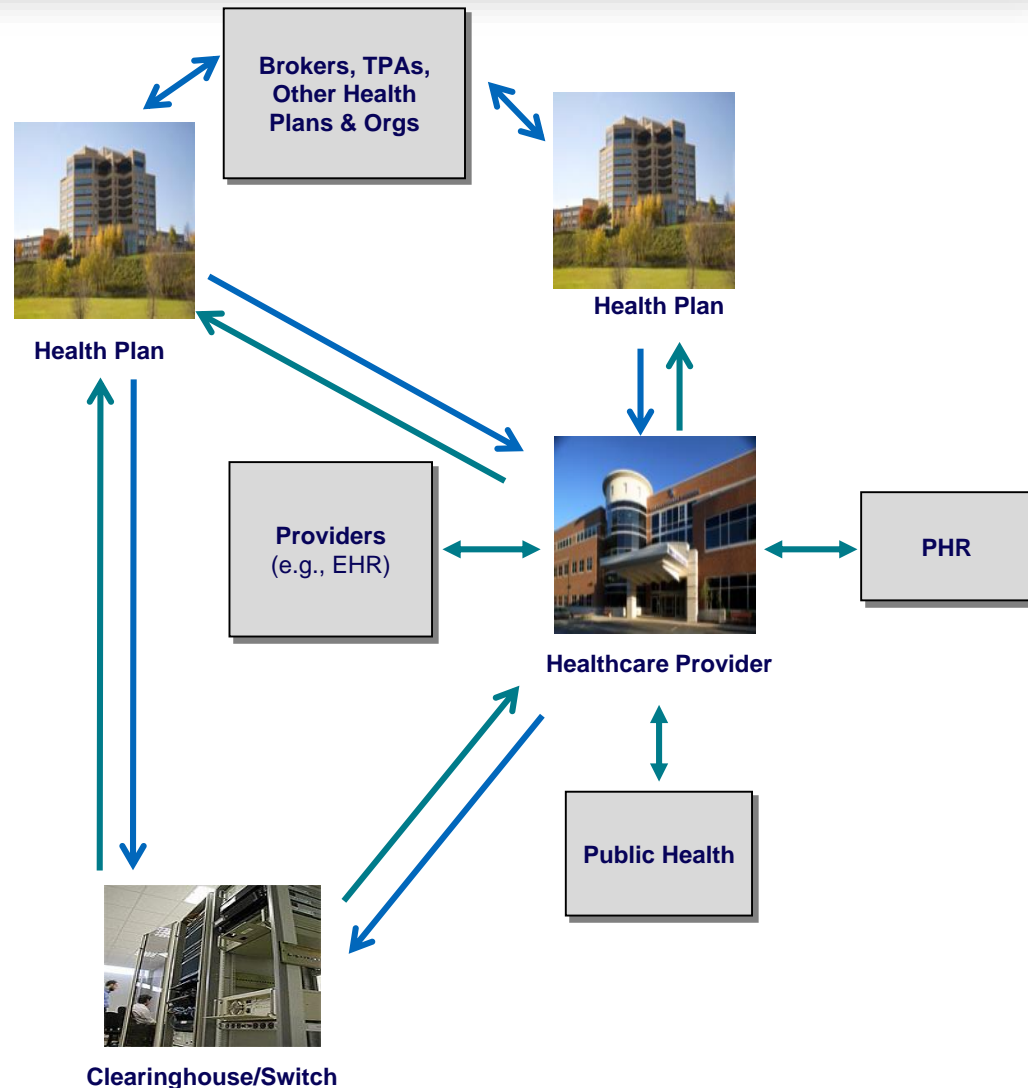 Brokers, TPAs,
Other Health
Plans & Orgs
Health Plan
Health Plan
Providers
(e.g., EHR)
PHR
Healthcare Provider
Public Health
Clearinghouse/Switch